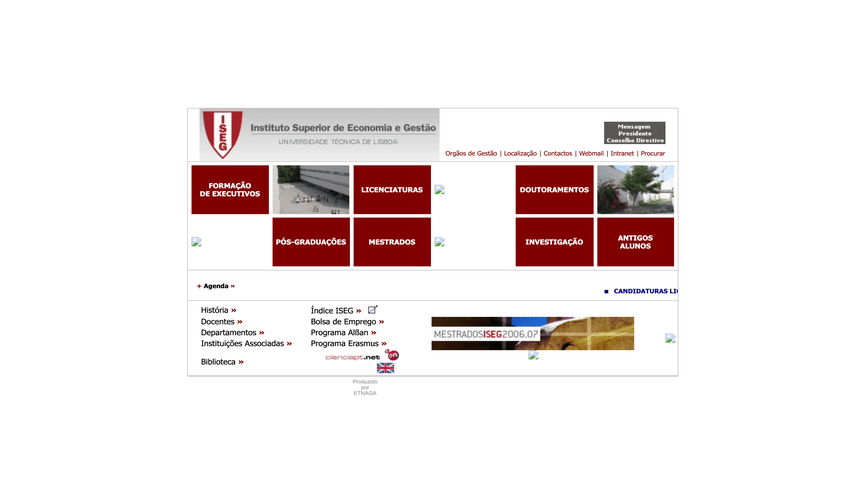 ISEG
Instituto Superior de Economia e Gestão
UNIVERSIDADE TÉCNICA DE LISBOA
Mensagem
Presidente
Conselho Directivo
Orgãos de Gestão | Localização | Contactos | Webmail | Intranet | Procurar
FORMAÇÃO
DE EXECUTIVOS
LICENCIATURAS
DOUTORAMENTOS
PÓS-GRADUAÇÕES
MESTRADOS
INVESTIGAÇÃO
ANTIGOS
ALUNOS
+ Agenda »
CANDIDATURAS LI
História »
Docentes »
Departamentos »
Instituições Associadas »
Biblioteca »
Índice ISEG »
Bolsa de Emprego »
Programa Alßan »
Programa Erasmus »
cienciapt.net
b-on
MESTRADOSISEG2006.07
Produzido
por
ETNAGA